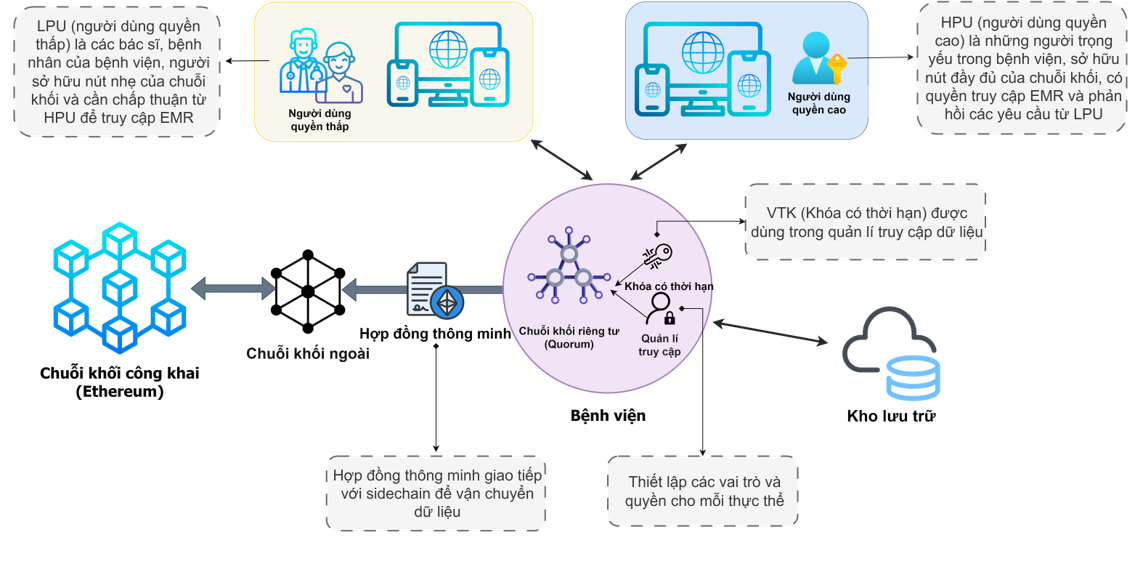 LPU (người dùng quyền
thấp) là các bác sĩ, bệnh
nhân của bệnh viện, người
sở hữu nút nhẹ của chuỗi
khối và cần chấp thuận từ
HPU để truy cập EMR
Người dùng
quyền thấp
Người dùng
quyền cao
HPU (người dùng quyền
cao) là những người trọng
yếu trong bệnh viện, sở hữu
nút đầy đủ của chuỗi khối, có
quyền truy cập EMR và phản
hồi các yêu cầu từ LPU
VTK (Khóa có thời hạn) được
dùng trong quản lí truy cập dữ liệu
Khóa có thời hạn
Chuỗi khối riêng tư
(Quorum)
Quản lí
truy cập
Hợp đồng thông minh
Chuỗi khối ngoài
Chuỗi khối công khai
(Ethereum)
Bệnh viện
Kho lưu trữ
Hợp đồng thông minh giao tiếp
với sidechain để vận chuyển
dữ liệu
Thiết lập các vai trò và
quyền cho mỗi thực thể